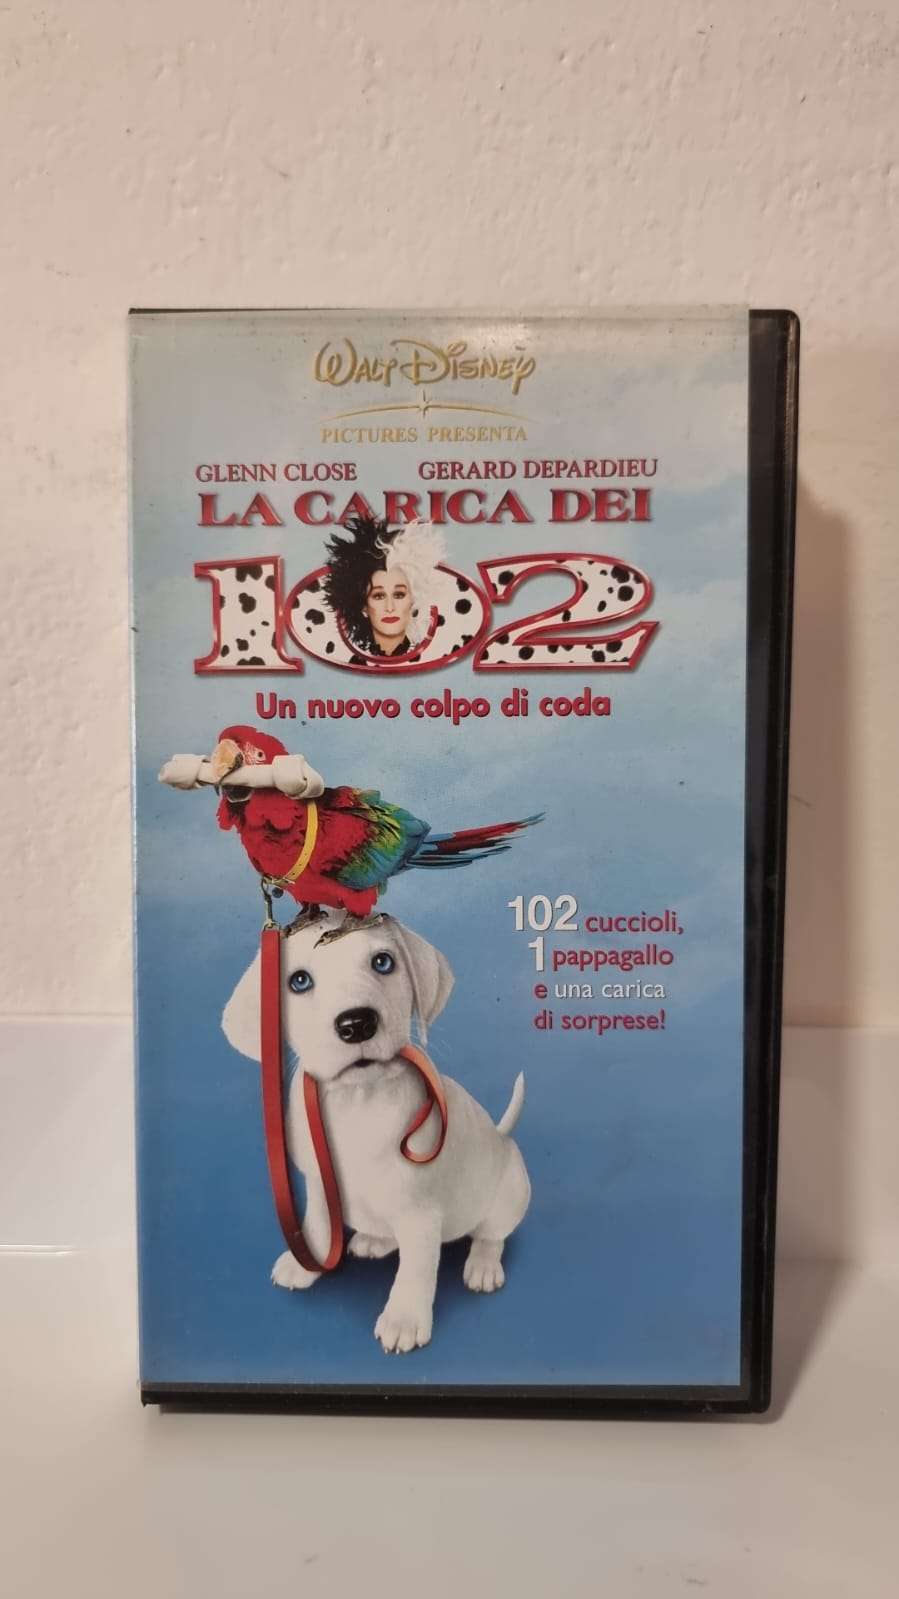 WALT DISNEY
PICTURES PRESENTA
GLENN CLOSE GERARD DEPARDIEU
LA CARICA DEI
102
Un nuovo colpo di coda
102 cuccioli,
1 pappagallo
e una carica
di sorprese!